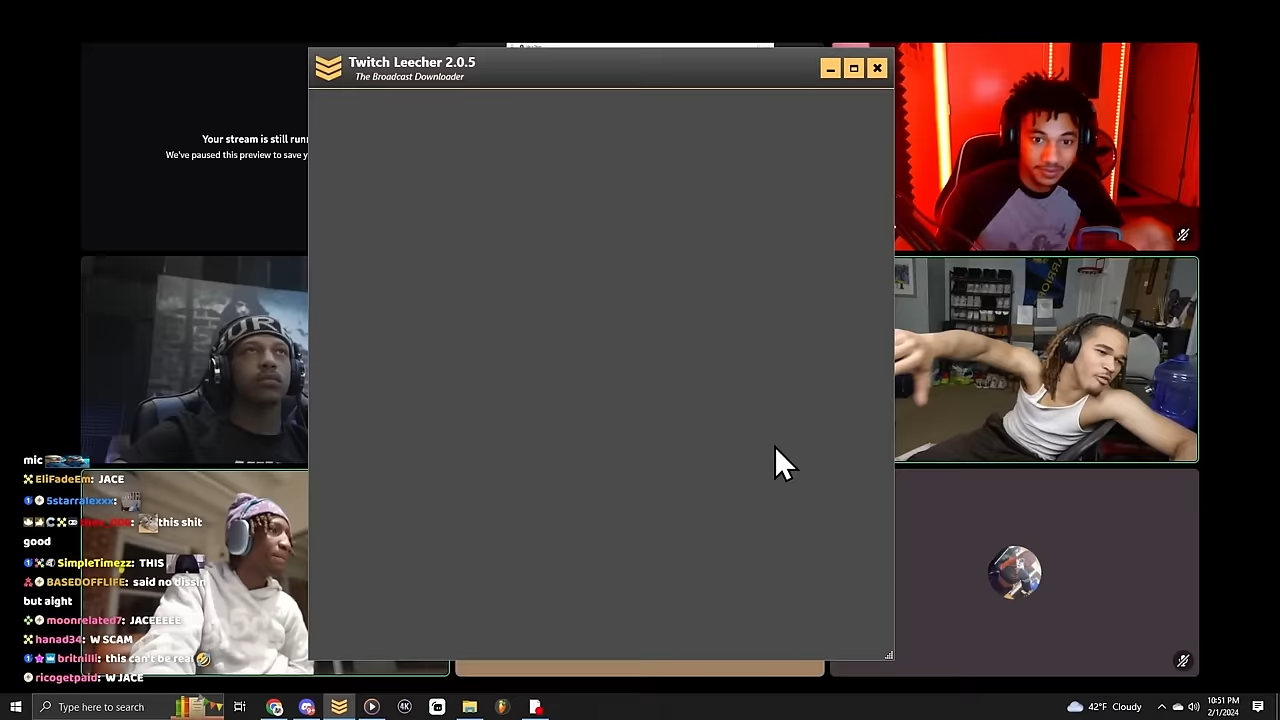 Twitch Leecher 2.0.5
The Broadcast Downloader
Your stream is still runn
We've paused this preview to save y
URI
mic
EliFadeEm: JACE
5starralexxx:
this shit
good
SimpleTimezz: THIS
BASEDOFFLIFE: said no dissin
but aight
moonrelated7: JACEEEEE
hanad34: W SCAM
britnilli: this can't be real
ricogetpaid: W JACE
Type here to search
4K
42°F Cloudy
10:51 PM
2/1/2024